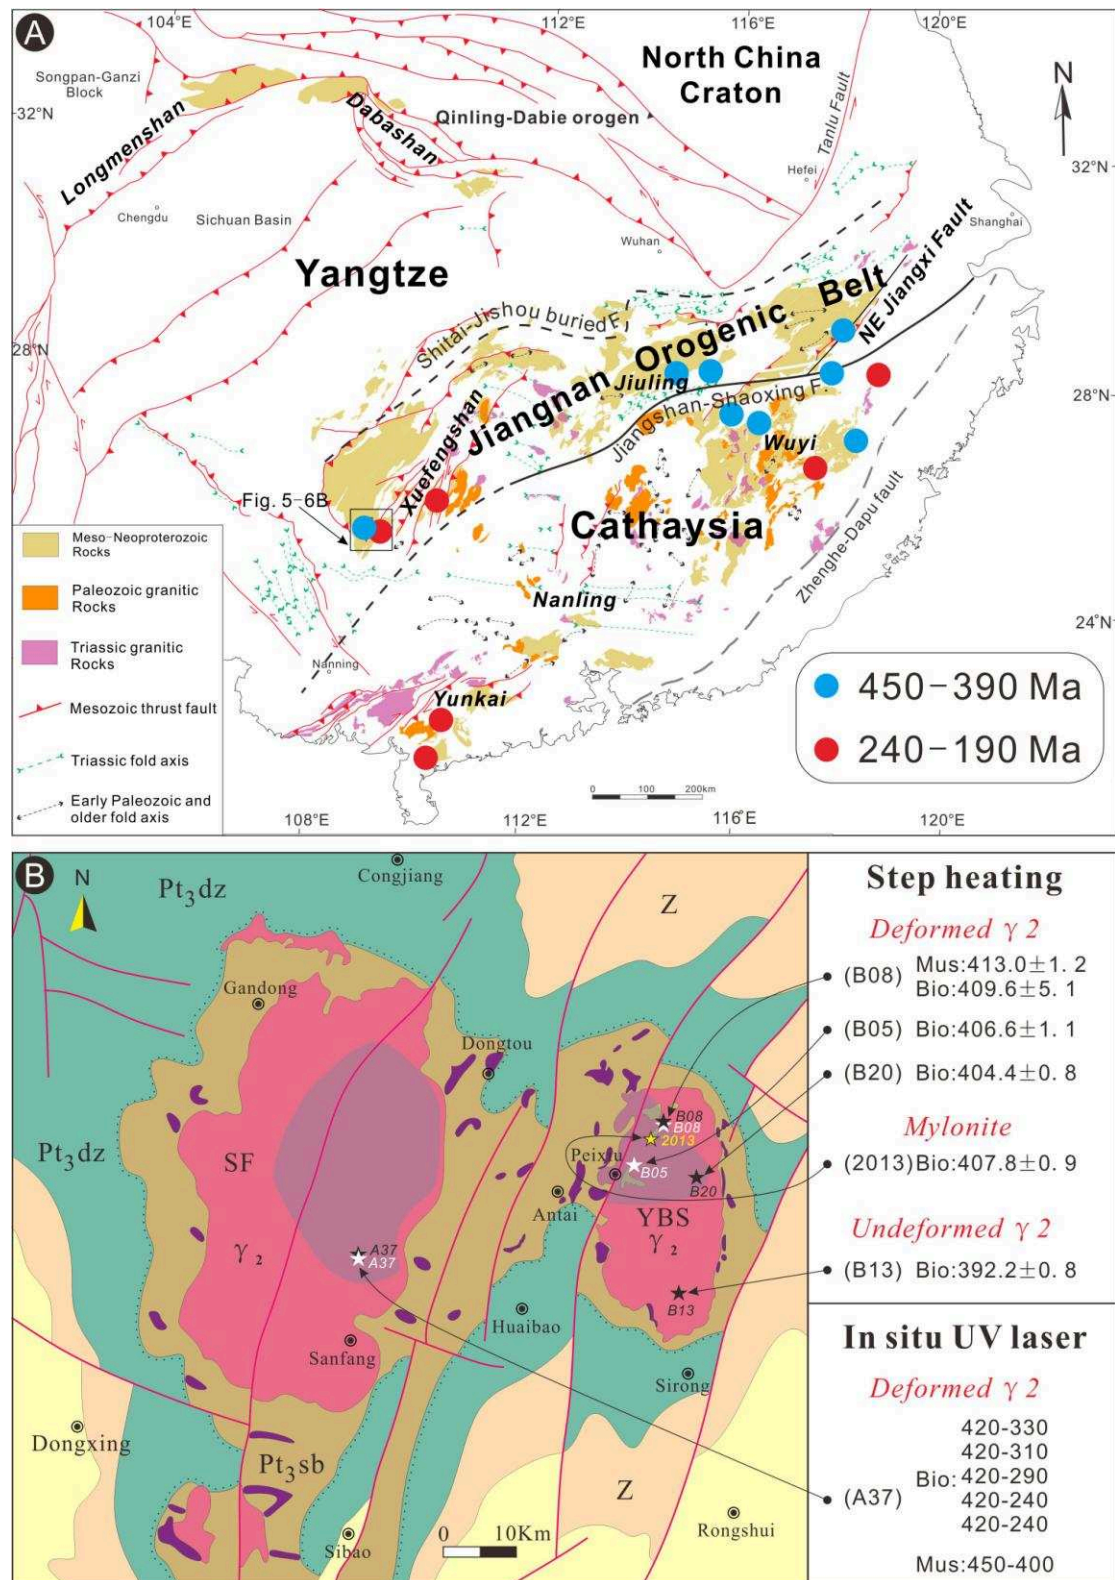 A
104°E
112°E
116°E
120°E
North China
Craton
N
Songpan-Ganzi
Block
Longmenshan
Dabashan
Qinling-Dabie orogen
Tanlu Fault
32°N
32°N
Hefei
Chengdu
Sichuan Basin
Wuhan
Shanghai
Yangtze
Shitai-Jishou buried F.
Jiangnan Orogenic Belt
NE Jiangxi Fault
28°N
28°N
Jiuling
Jiangshan-Shaoxing F.
Wuyi
Xuefengshan
Fig. 5-6B
Cathaysia
Zhenghe-Dapu fault
Meso-Neoproterozoic
Rocks
Paleozoic granitic
Rocks
Triassic granitic
Rocks
Mesozoic thrust fault
Triassic fold axis
Early Paleozoic and
older fold axis
Nanling
24°N
Nanning
Yunkai
450-390 Ma
240-190 Ma
0 100 200km
108°E
112°E
116°E
120°E
B
N
Pt₃dz
Congjiang
Z
Gandong
Dongtou
Pt₃dz
SF
γ ₂
B08
B08
2013
Peixiu
B05
B20
Antai
YBS
γ ₂
A37
A37
B13
Huaibao
Sanfang
Sirong
Dongxing
Pt₃sb
Z
0 10Km
Sibao
Rongshui
Step heating
Deformed γ 2
(B08) Mus:413.0±1.2
Bio:409.6±5.1
(B05) Bio:406.6±1.1
(B20) Bio:404.4±0.8
Mylonite
(2013) Bio:407.8±0.9
Undeformed γ 2
(B13) Bio:392.2±0.8
In situ UV laser
Deformed γ 2
420-330
420-310
(A37) Bio: 420-290
420-240
420-240
Mus:450-400